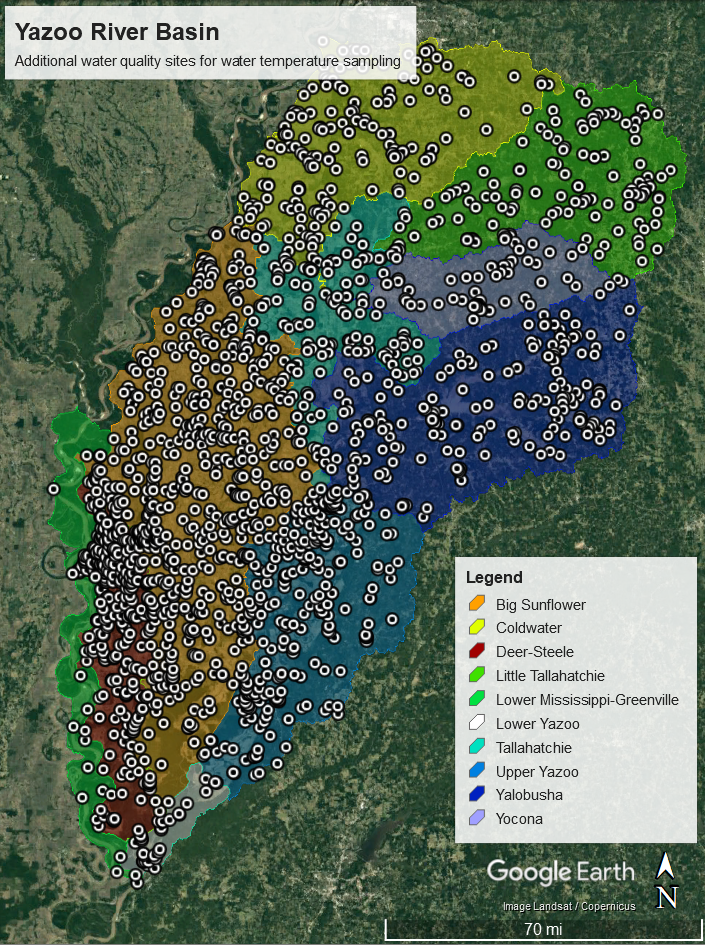 Yazoo River Basin
Additional water quality sites for water temperature sampling
Legend
Big Sunflower
Coldwater
Deer-Steele
Little Tallahatchie
Lower Mississippi-Greenville
Lower Yazoo
Tallahatchie
Upper Yazoo
Yalobusha
Yocona
Google Earth
N
Image Landsat / Copernicus
70 mi